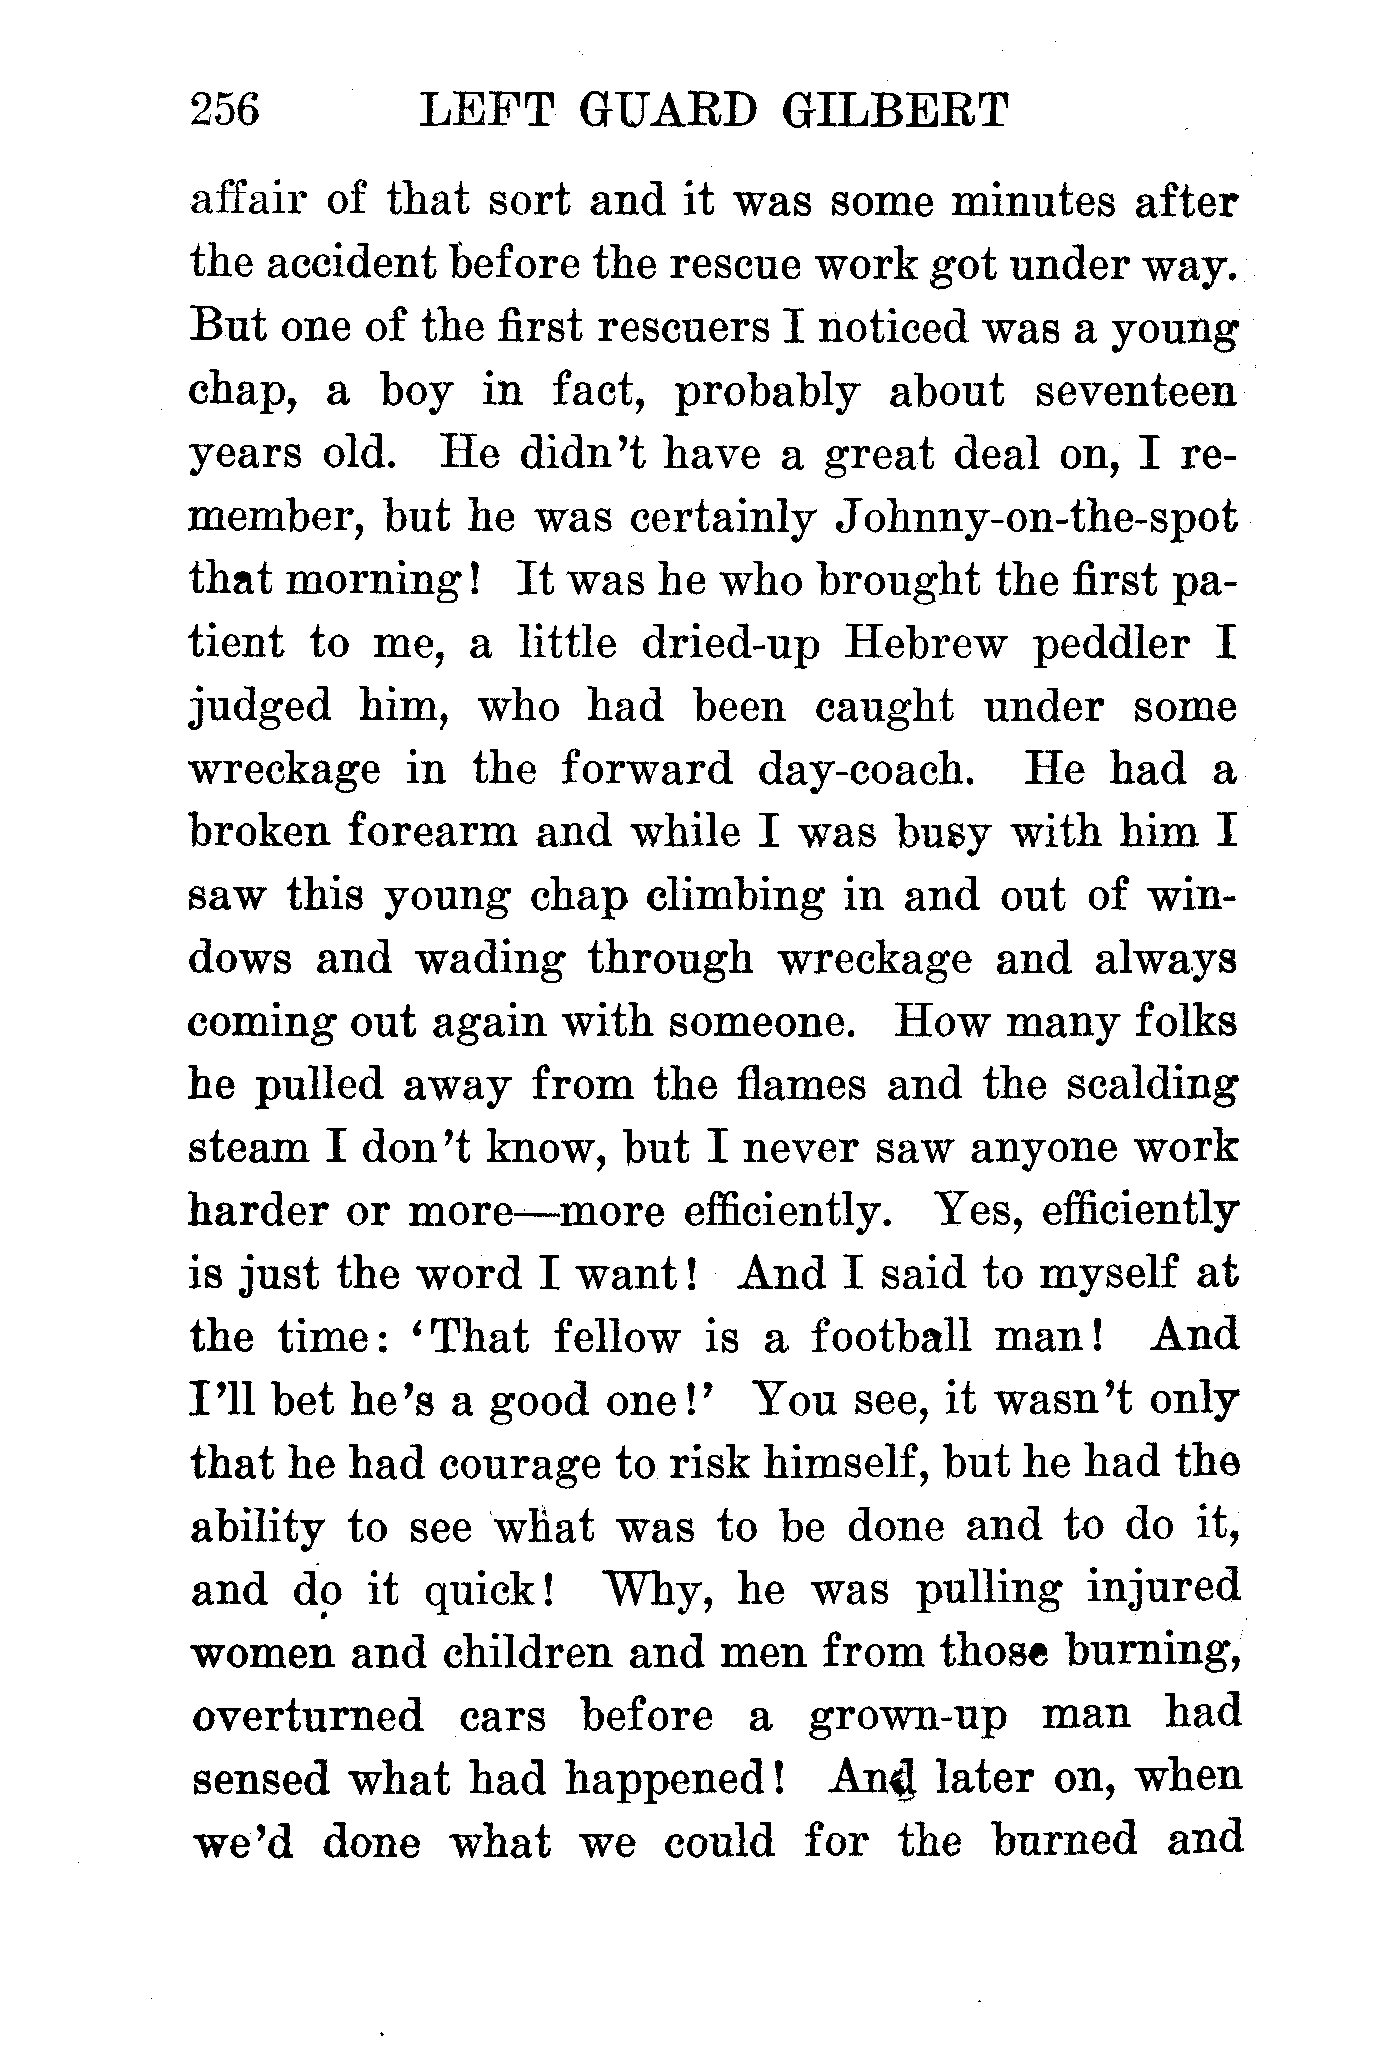 256 LEFT GUARD GILBERT
affair of that sort and it was some minutes after
the accident before the rescue work got under way.
But one of the first rescuers I noticed was a young
chap, a boy in fact, probably about seventeen
years old. He didn't have a great deal on, I re-
member, but he was certainly Johnny-on-the-spot
that morning! It was he who brought the first pa-
tient to me, a little dried-up Hebrew peddler I
judged him, who had been caught under some
wreckage in the forward day-coach. He had a
broken forearm and while I was busy with him I
saw this young chap climbing in and out of win-
dows and wading through wreckage and always
coming out again with someone. How many folks
he pulled away from the flames and the scalding
steam I don't know, but I never saw anyone work
harder or more—more efficiently. Yes, efficiently
is just the word I want! And I said to myself at
the time: 'That fellow is a football man! And
I'll bet he's a good one!' You see, it wasn't only
that he had courage to risk himself, but he had the
ability to see what was to be done and to do it,
and do it quick! Why, he was pulling injured
women and children and men from those burning,
overturned cars before a grown-up man had
sensed what had happened! And later on, when
we'd done what we could for the burned and